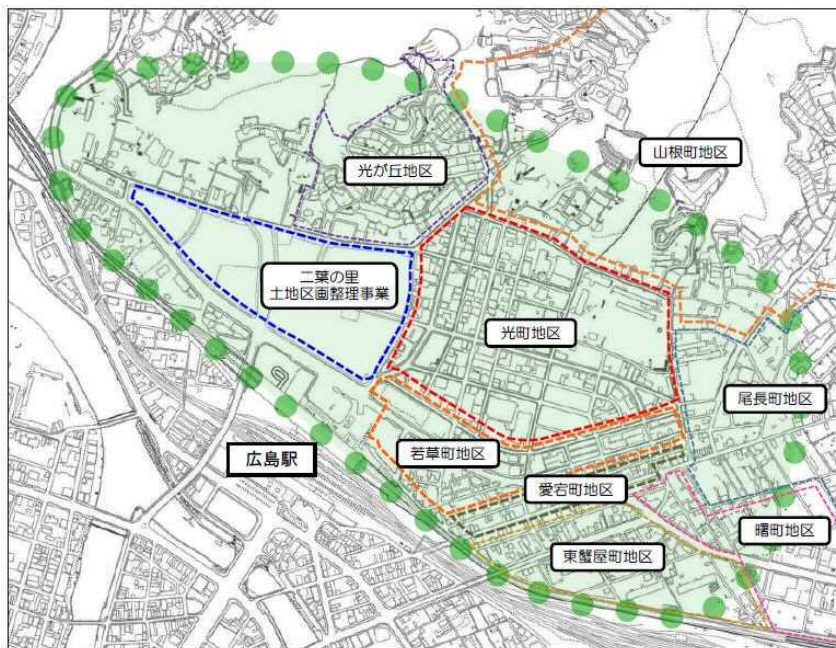 山根町地区
光が丘地区
二葉の里
土地区画整理事業
光町地区
尾長町地区
若草町地区
広島駅
愛宕町地区
曙町地区
東蟹屋町地区